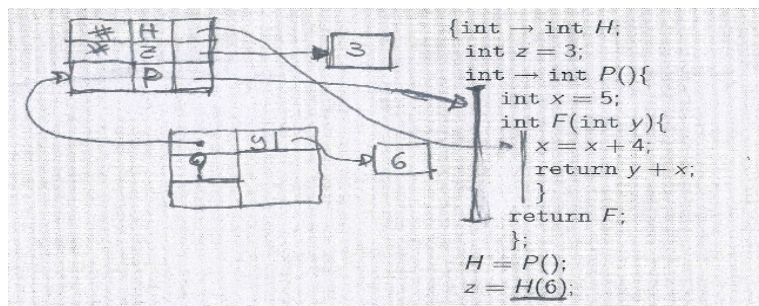 # H
* z
3
P
y
6
{int → int H;
int z = 3;
int → int P(){
int x = 5;
int F(int y){
x = x + 4;
return y + x;
}
return F;
};
H = P();
z = H(6);